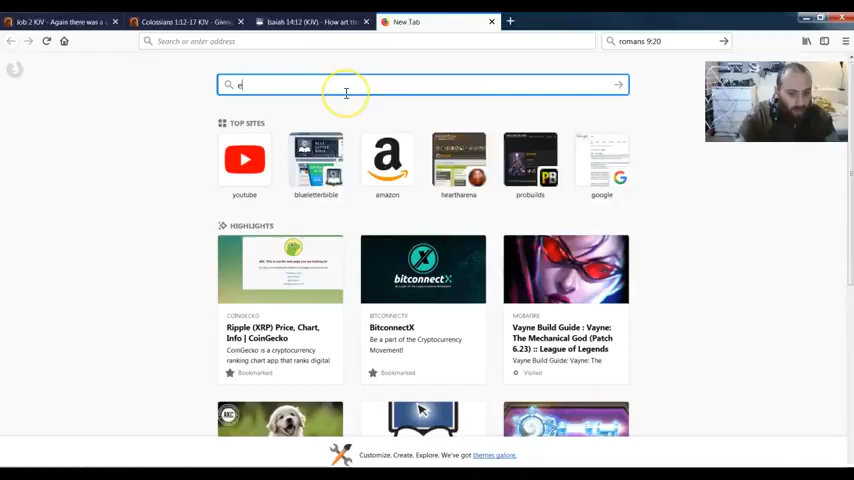 Job 2 KJV - Again there was a
Colossians 1:12-17 KJV - Giving
Isaiah 14:12 (KJV) - How art the
New Tab
Search or enter address
romans 9:20
e
TOP SITES
youtube
blueletterbible
amazon
heartharena
probuilds
google
HIGHLIGHTS
bitconnectX
COINGECKO
Ripple (XRP) Price, Chart,
Info | CoinGecko
CoinGecko is a cryptocurrency
ranking chart app that ranks digital
Bookmarked
BITCONNECTX
BitconnectX
Be a part of the Cryptocurrency
Movement!
Bookmarked
MOBAFIRE
Vayne Build Guide : Vayne:
The Mechanical God (Patch
6.23) :: League of Legends
Vayne Build Guide: Vayne: The
Visited
AKC
Customize. Create. Explore. We've got themes galore.